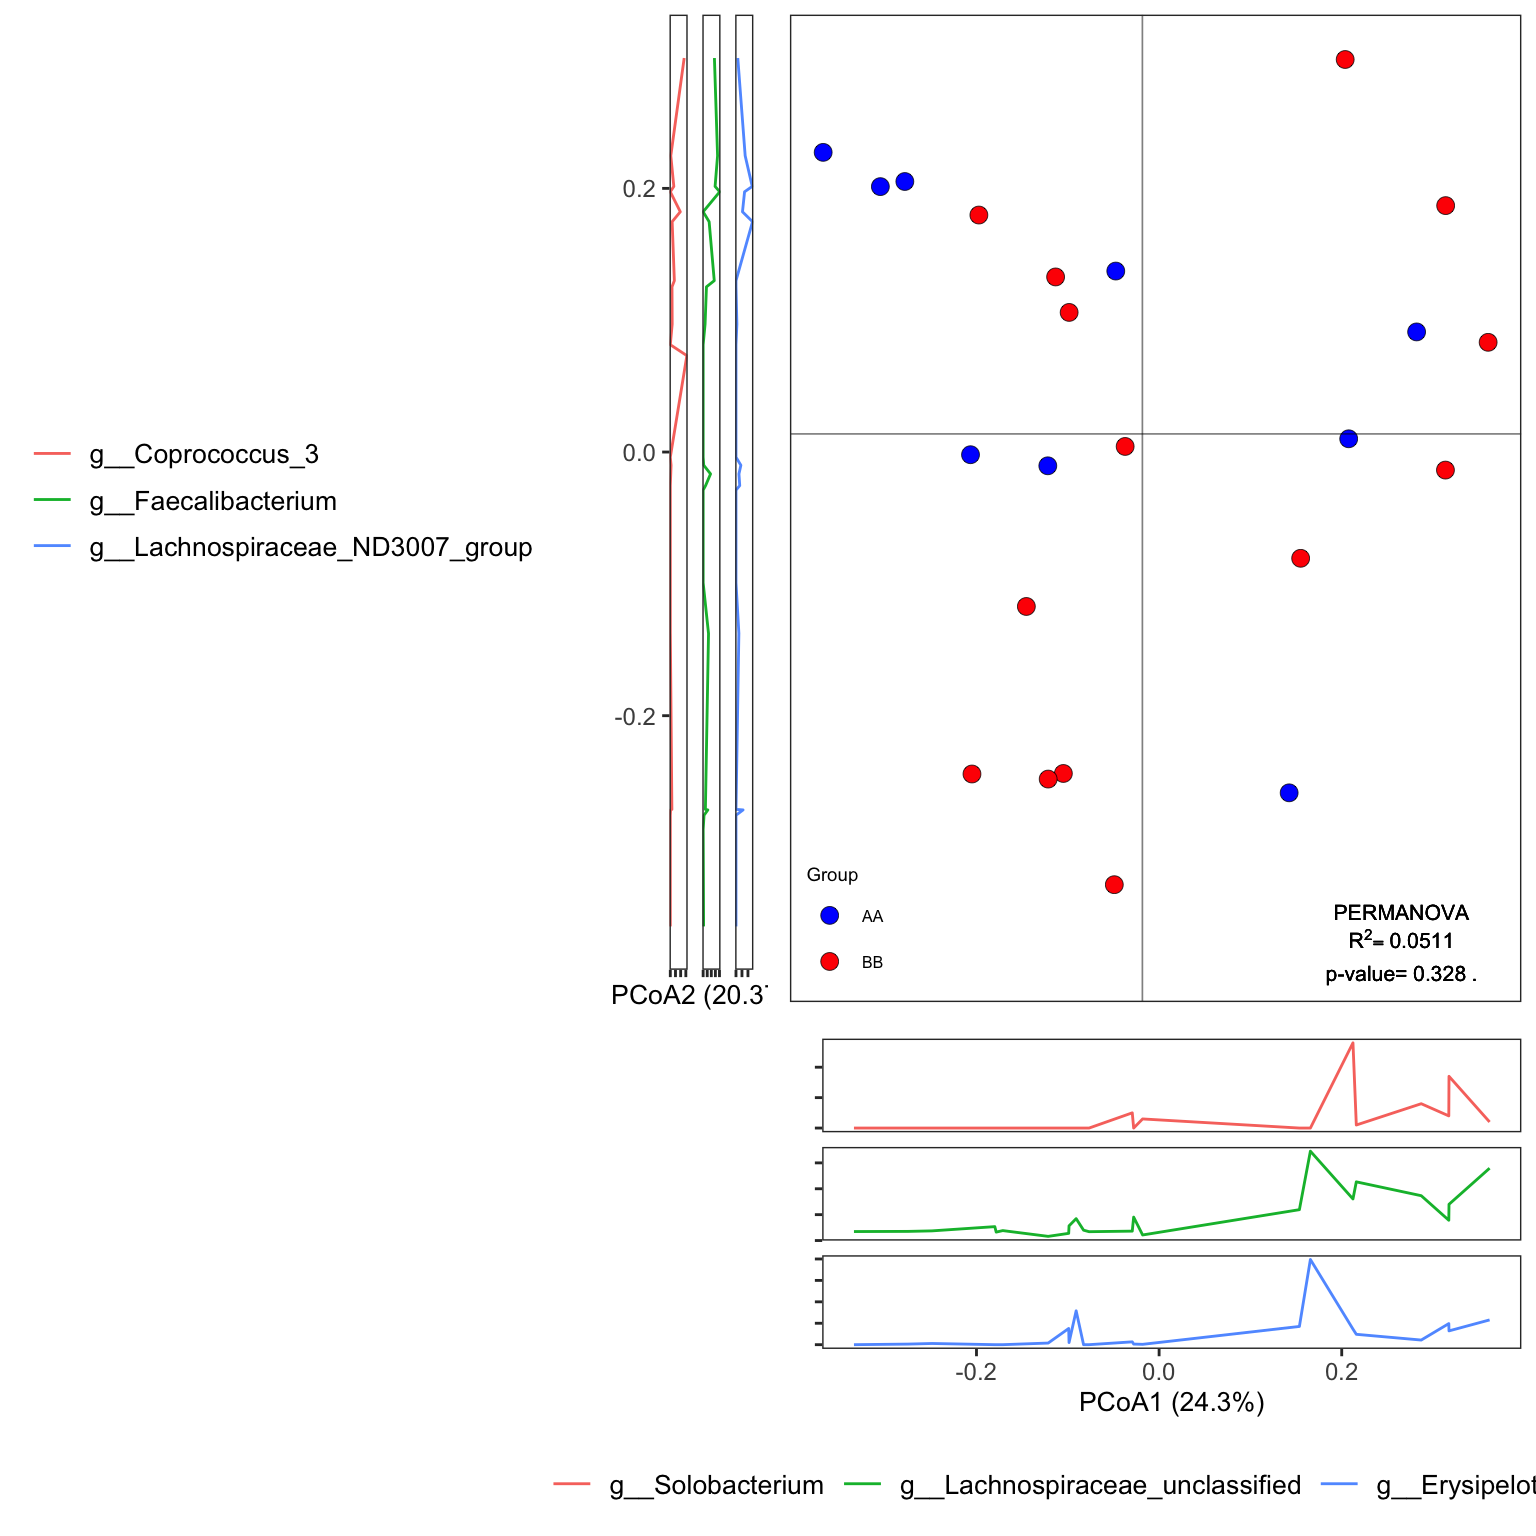 g__Coprococcus_3
g__Faecalibacterium
g__Lachnospiraceae_ND3007_group
0.2
0.0
-0.2
PCoA2 (20.3
Group
AA
BB
PERMANOVA
R²= 0.0511
p-value= 0.328 .
-0.2 0.0 0.2
PCoA1 (24.3%)
g__Solobacterium g__Lachnospiraceae_unclassified g__Erysipelot